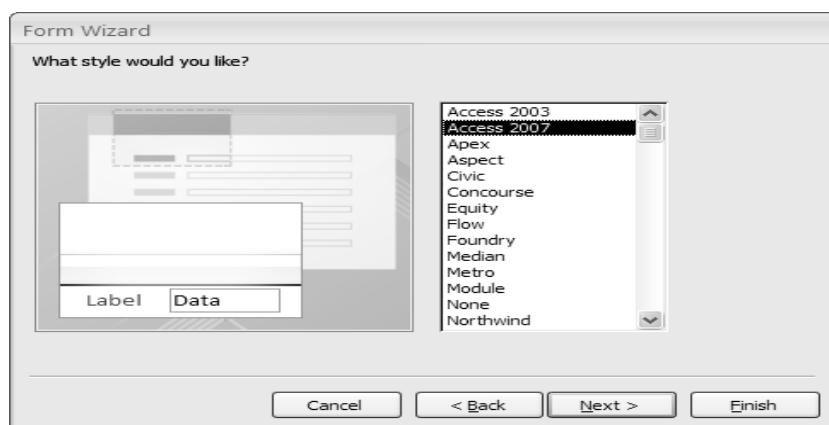 Form Wizard
What style would you like?
Access 2003
Access 2007
Apex
Aspect
Civic
Concourse
Equity
Flow
Foundry
Median
Metro
Module
None
Northwind
Label Data
Cancel < Back Next > Finish